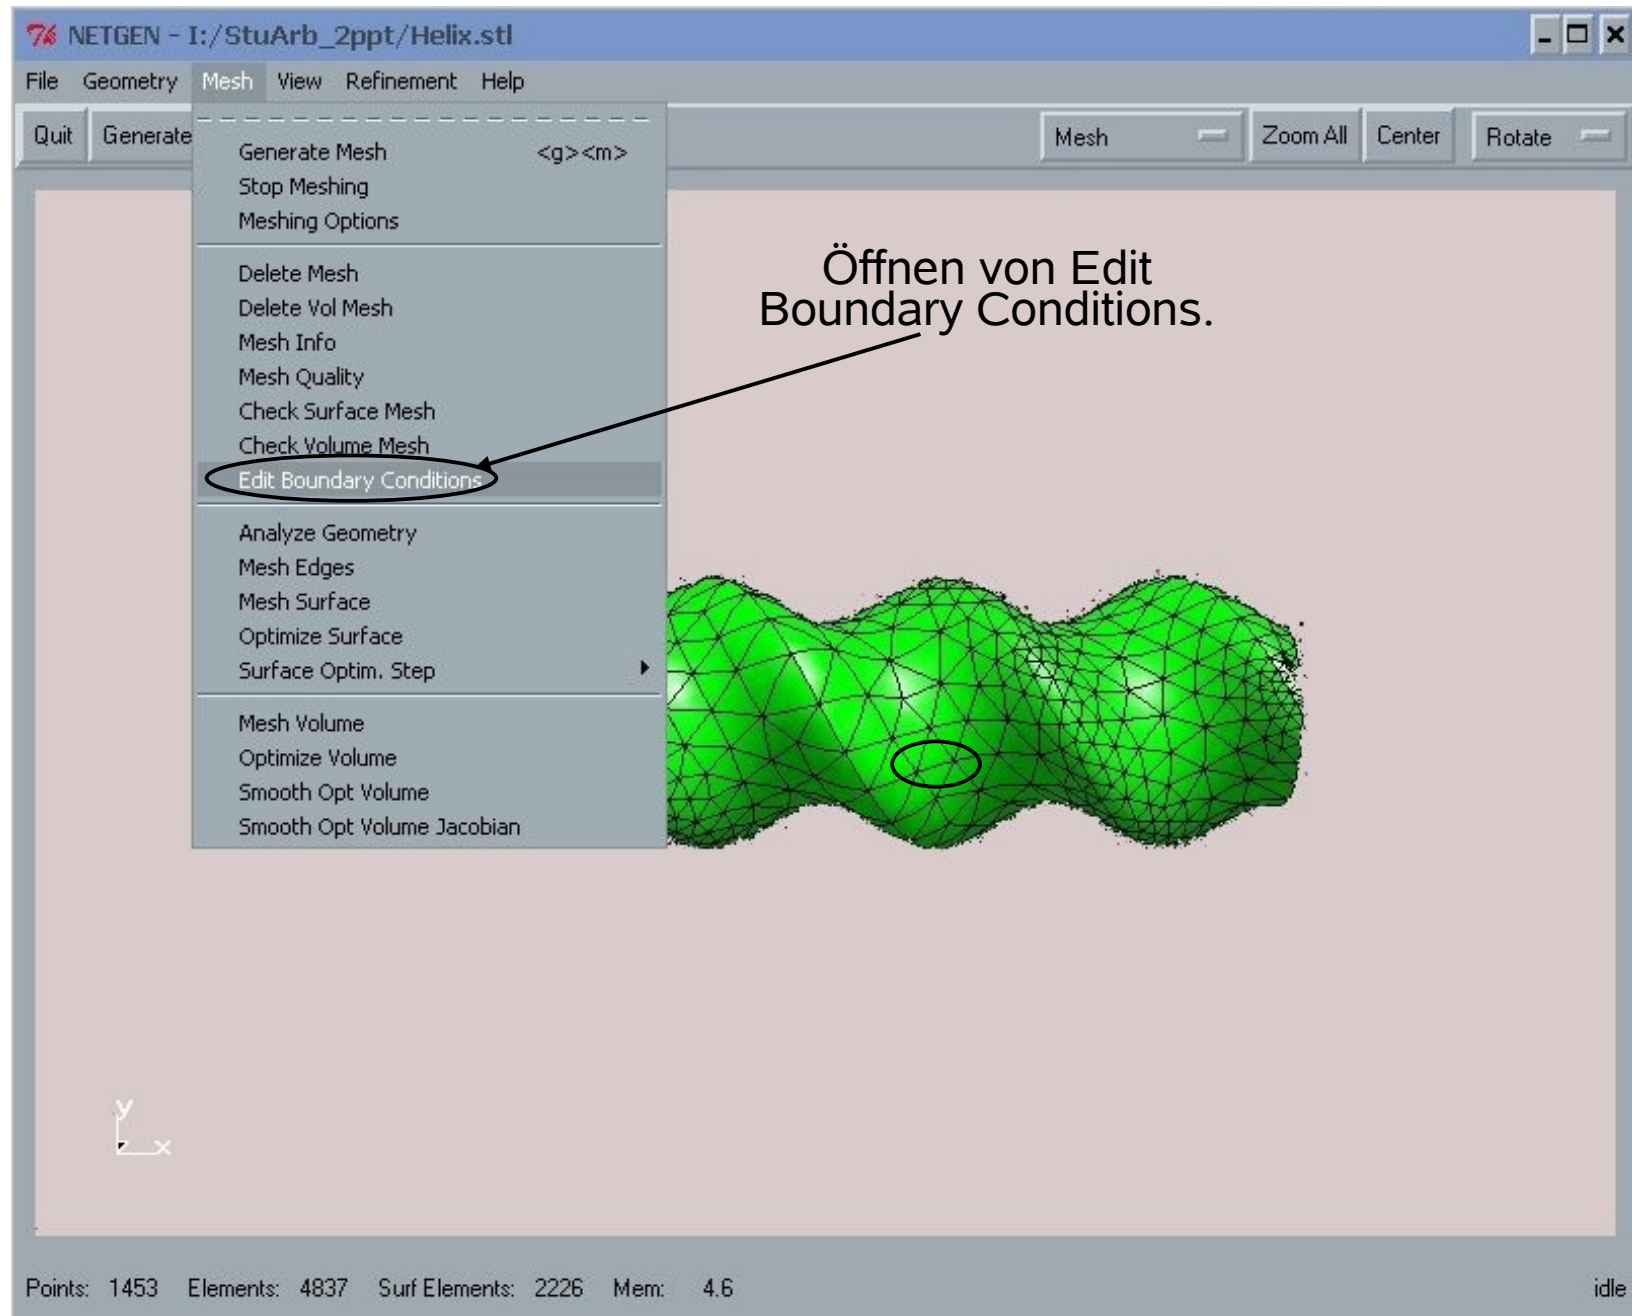 NETGEN - I:/StuArb_2ppt/Helix.stl
File Geometry Mesh View Refinement Help
Quit Generate Mesh Zoom All Center Rotate
Generate Mesh <g><m>
Stop Meshing
Meshing Options
Delete Mesh
Delete Vol Mesh
Mesh Info
Mesh Quality
Check Surface Mesh
Check Volume Mesh
Edit Boundary Conditions
Analyze Geometry
Mesh Edges
Mesh Surface
Optimize Surface
Surface Optim. Step
Mesh Volume
Optimize Volume
Smooth Opt Volume
Smooth Opt Volume Jacobian
Öffnen von Edit
Boundary Conditions.
y
z x
Points: 1453 Elements: 4837 Surf Elements: 2226 Mem: 4.6 idle